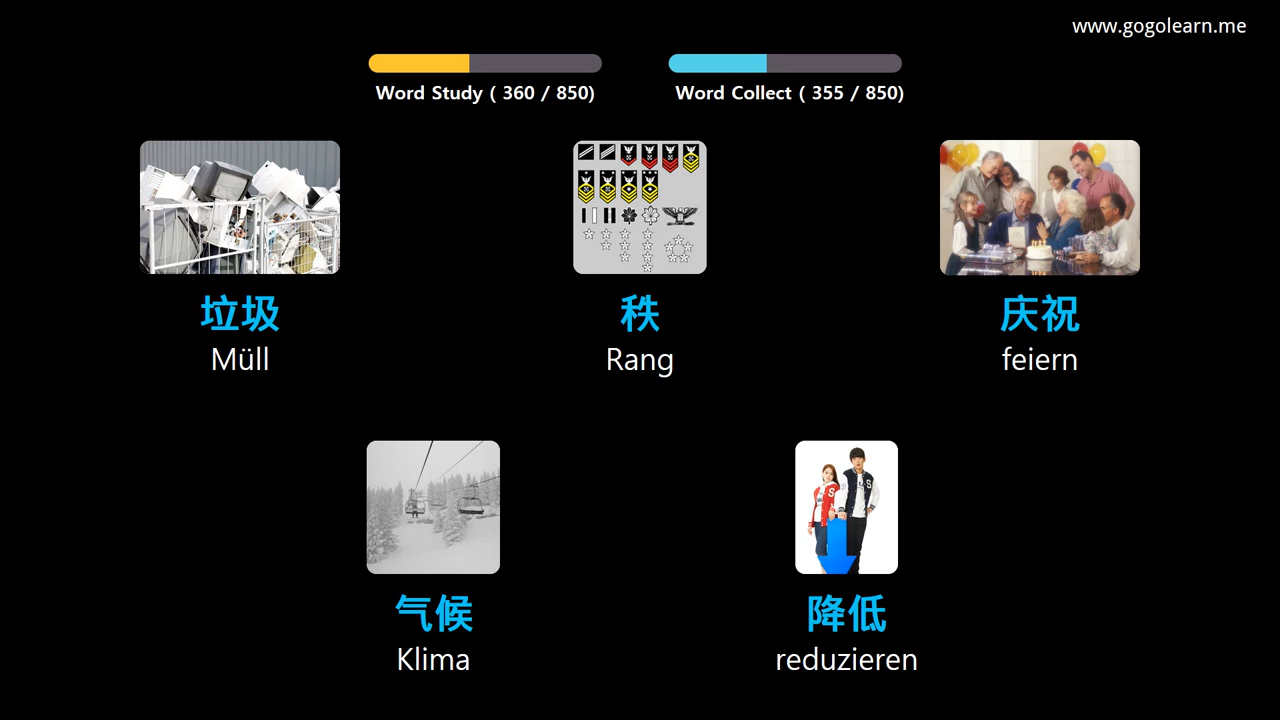 www.gogolearn.me
Word Study ( 360 / 850)
Word Collect ( 355 / 850)
垃圾
Müll
秩
Rang
庆祝
feiern
气候
Klima
降低
reduzieren